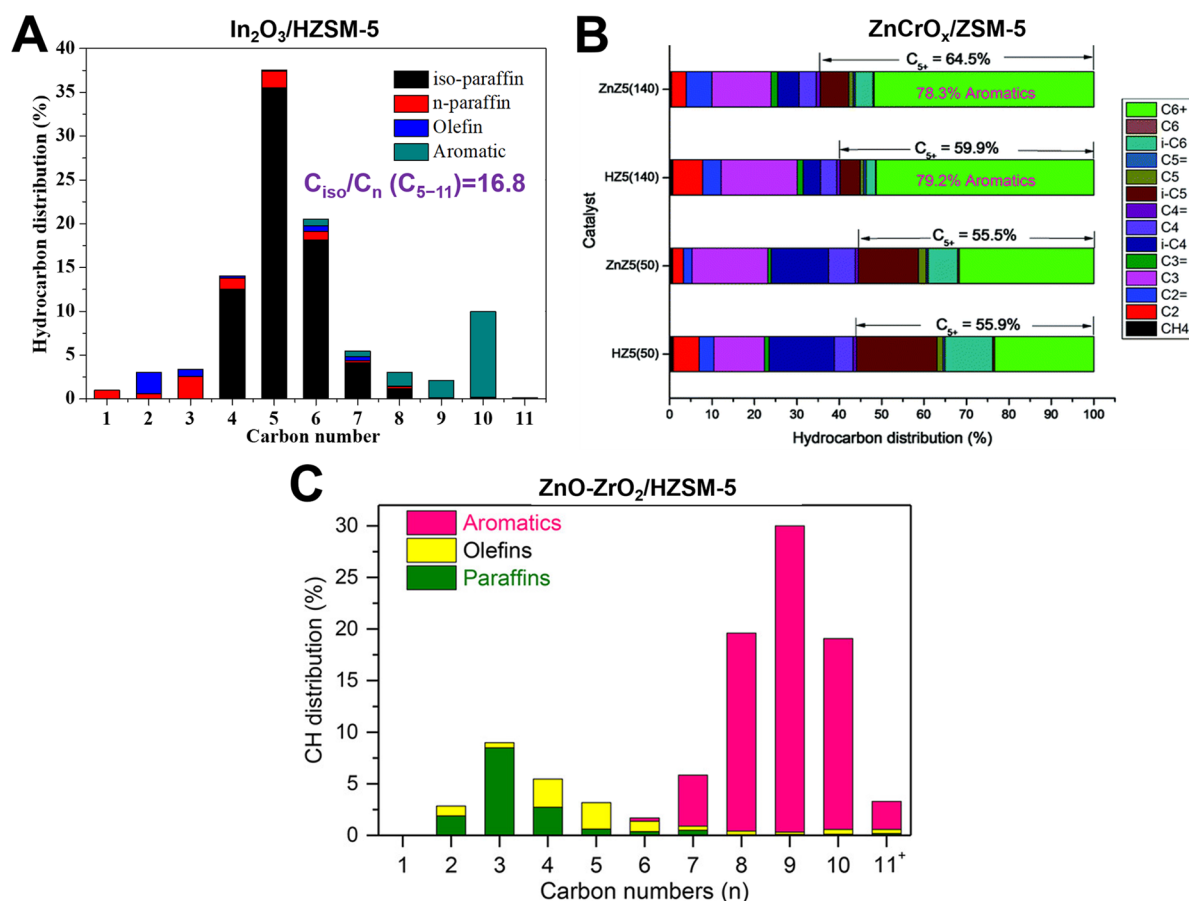 A
In₂O₃/HZSM-5
40
35
30
25
20
15
10
5
0
Hydrocarbon distribution (%)
iso-paraffin
n-paraffin
Olefin
Aromatic
C_iso/C_n (C₅₋₁₁)=16.8
1 2 3 4 5 6 7 8 9 10 11
Carbon number
B
ZnCrOₓ/ZSM-5
Catalyst
C₅₊ = 64.5%
ZnZ5(140)
78.3% Aromatics
C₅₊ = 59.9%
HZ5(140)
79.2% Aromatics
C₅₊ = 55.5%
ZnZ5(50)
C₅₊ = 55.9%
HZ5(50)
0 10 20 30 40 50 60 70 80 90 100
Hydrocarbon distribution (%)
C6+
C6
i-C6
C5=
C5
i-C5
C4=
C4
i-C4
C3=
C3
C2=
C2
CH4
C
ZnO-ZrO₂/HZSM-5
30
25
20
15
10
5
0
CH distribution (%)
Aromatics
Olefins
Paraffins
1 2 3 4 5 6 7 8 9 10 11⁺
Carbon numbers (n)